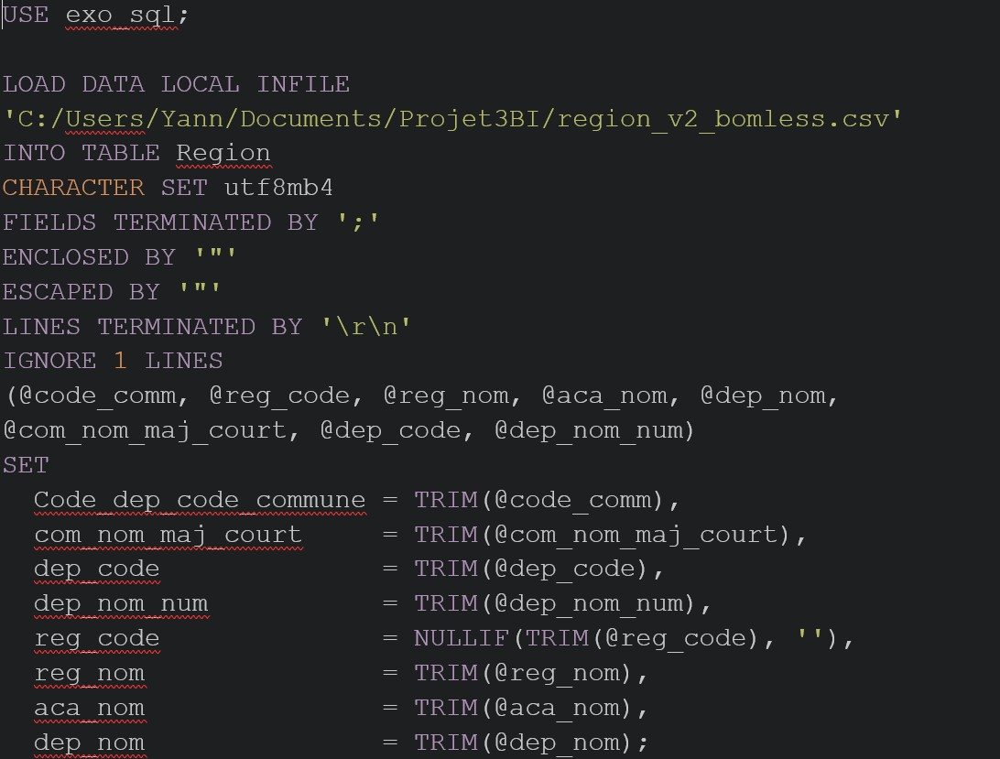 USE exo_sql;
LOAD DATA LOCAL INFILE
'C:/Users/Yann/Documents/Projet3BI/region_v2_bomless.csv'
INTO TABLE Region
CHARACTER SET utf8mb4
FIELDS TERMINATED BY ';'
ENCLOSED BY '"'
ESCAPED BY '"'
LINES TERMINATED BY '\r\n'
IGNORE 1 LINES
(@code_comm, @reg_code, @reg_nom, @aca_nom, @dep_nom,
@com_nom_maj_court, @dep_code, @dep_nom_num)
SET
  Code_dep_code_commune = TRIM(@code_comm),
  com_nom_maj_court     = TRIM(@com_nom_maj_court),
  dep_code              = TRIM(@dep_code),
  dep_nom_num           = TRIM(@dep_nom_num),
  reg_code              = NULLIF(TRIM(@reg_code), ''),
  reg_nom               = TRIM(@reg_nom),
  aca_nom               = TRIM(@aca_nom),
  dep_nom               = TRIM(@dep_nom);